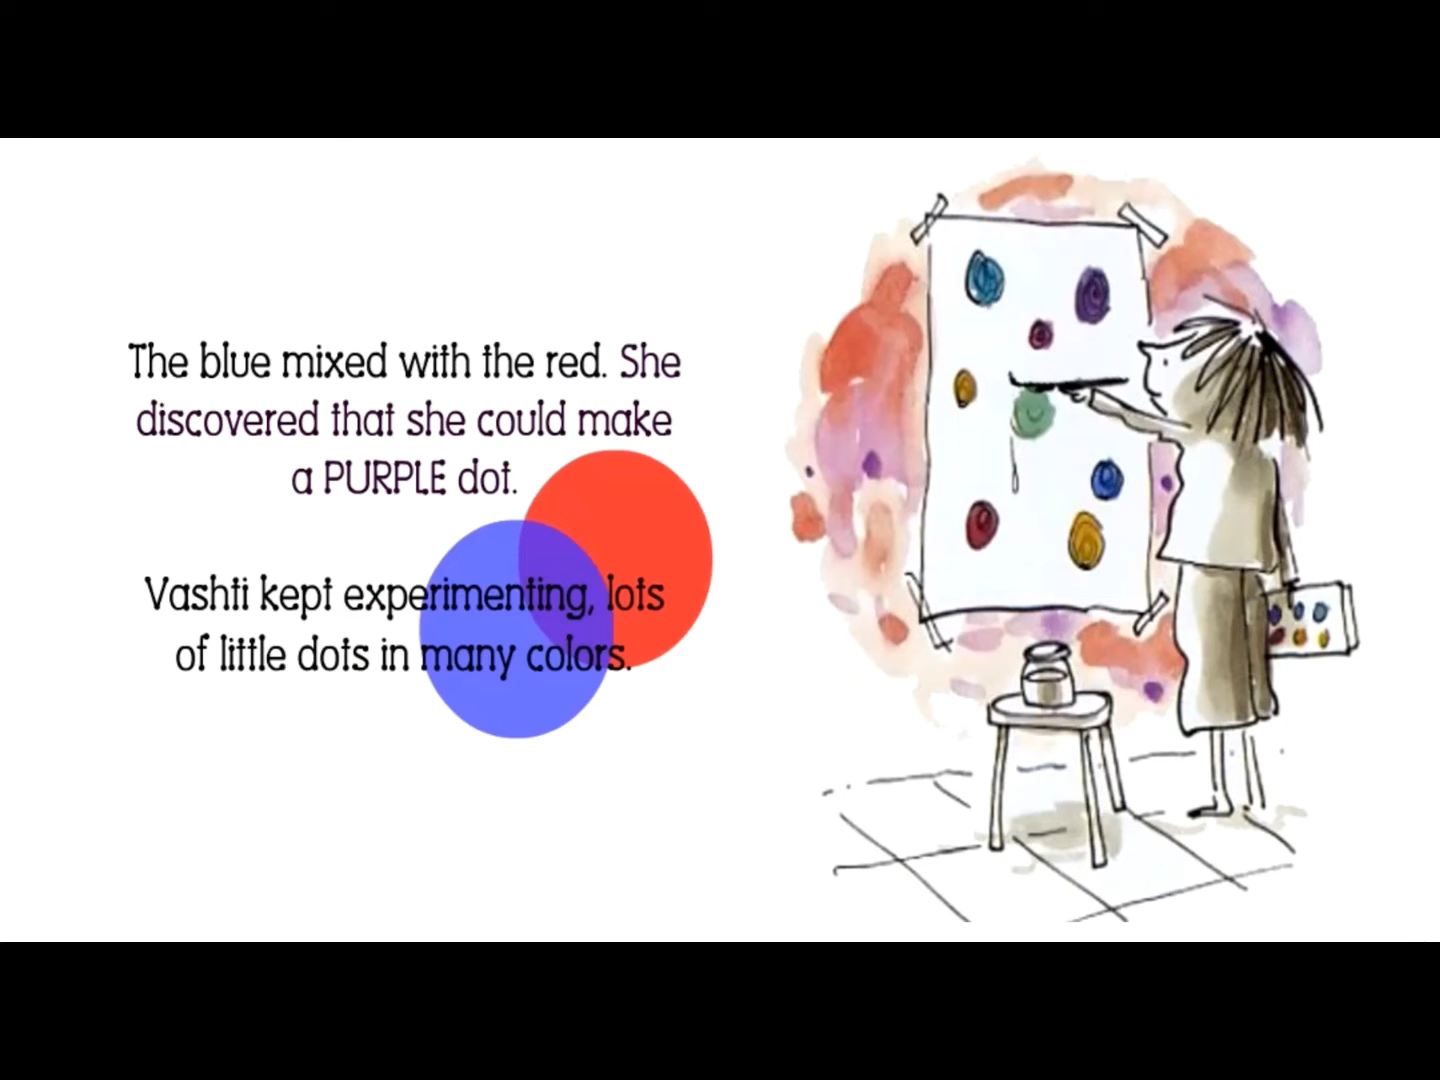 The blue mixed with the red. She
discovered that she could make
a PURPLE dot.
Vashti kept experimenting, lots
of little dots in many colors.